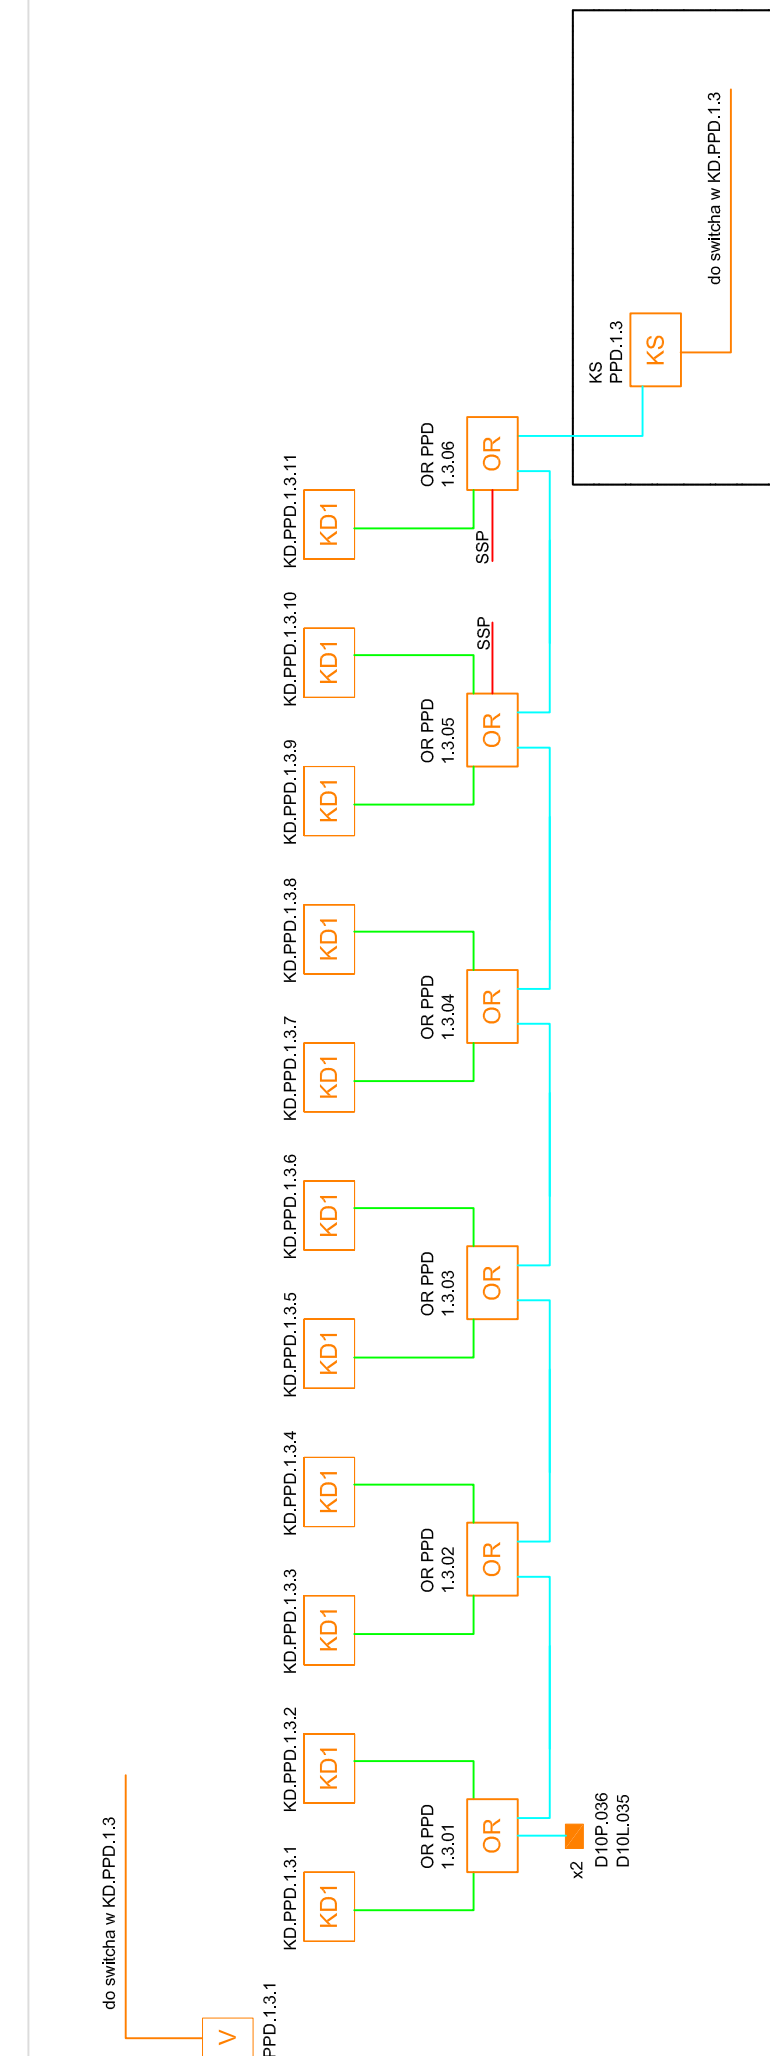 do switcha w KD.PPD.1.3
V
PPD.1.3.1
KD.PPD.1.3.1
KD1
KD.PPD.1.3.2
KD1
KD.PPD.1.3.3
KD1
KD.PPD.1.3.4
KD1
KD.PPD.1.3.5
KD1
KD.PPD.1.3.6
KD1
KD.PPD.1.3.7
KD1
KD.PPD.1.3.8
KD1
KD.PPD.1.3.9
KD1
KD.PPD.1.3.10
KD1
KD.PPD.1.3.11
KD1
OR PPD
1.3.01
OR
OR PPD
1.3.02
OR
OR PPD
1.3.03
OR
OR PPD
1.3.04
OR
OR PPD
1.3.05
OR
SSP
OR PPD
1.3.06
OR
SSP
x2
D10P.036
D10L.035
KS
PPD.1.3
KS
do switcha w KD.PPD.1.3